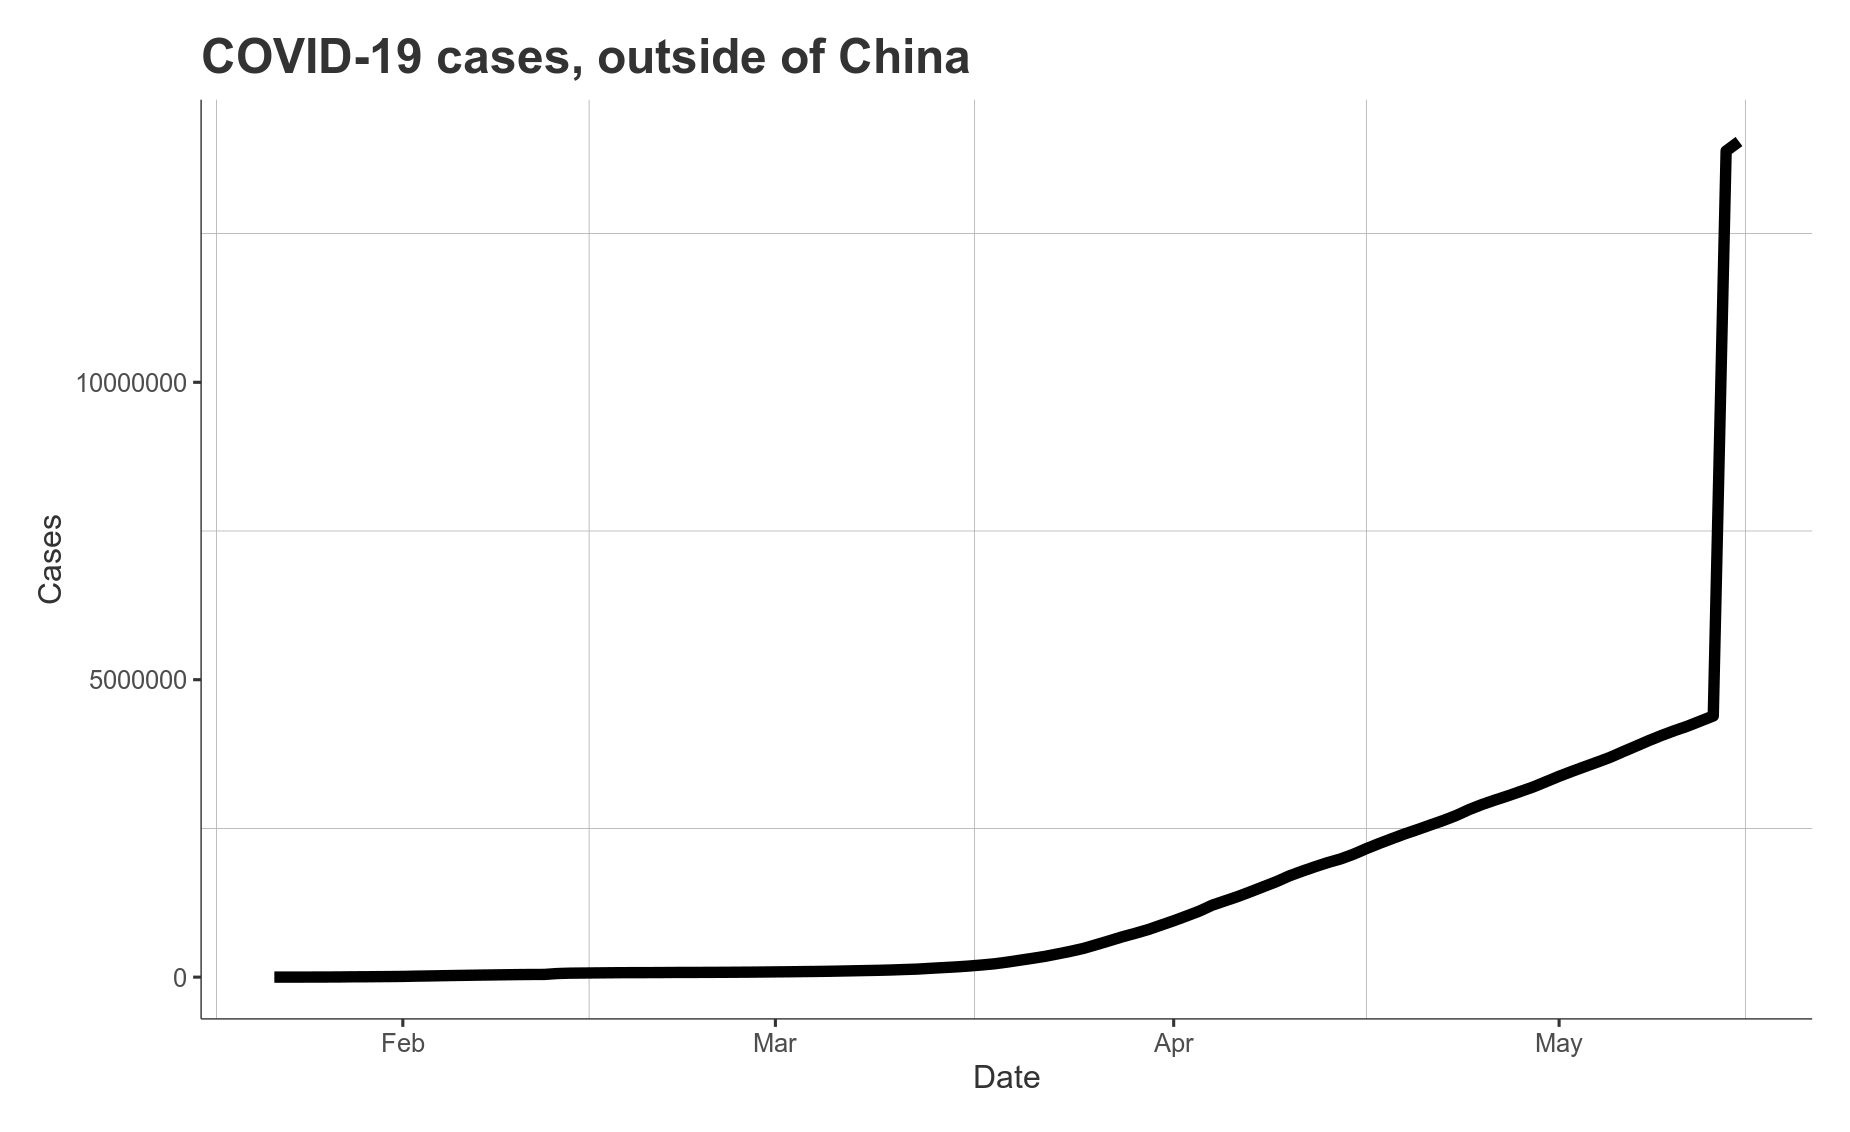 COVID-19 cases, outside of China
10000000
5000000
0
Cases
Feb Mar Apr May
Date